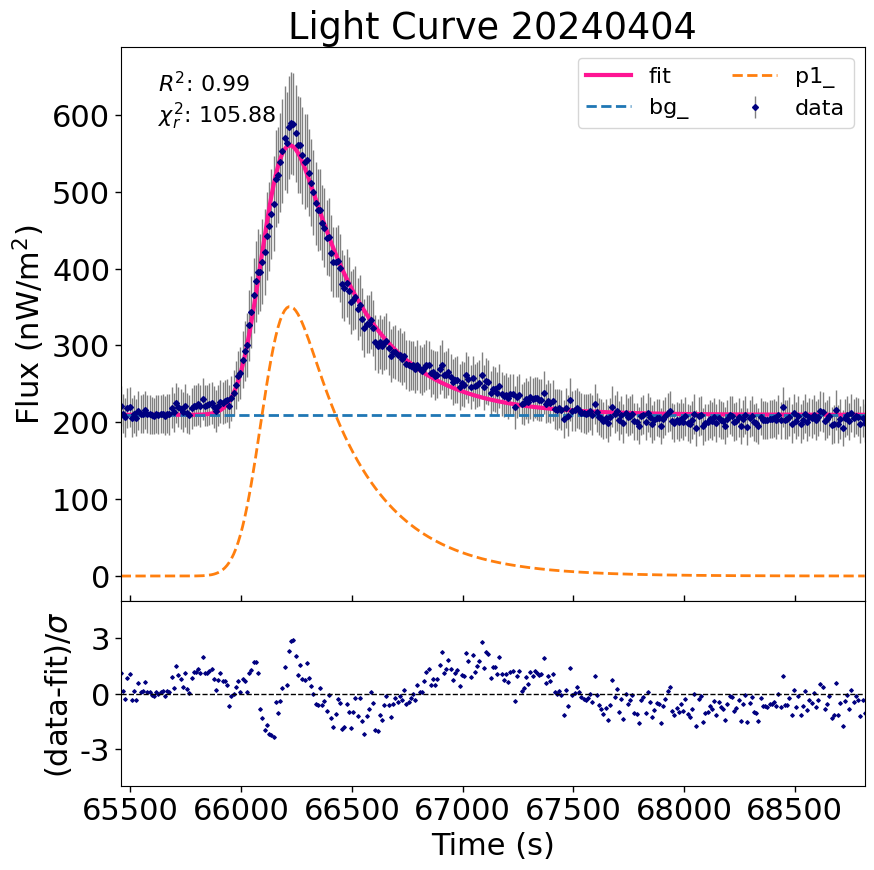 Light Curve 20240404
R²: 0.99
χ²ᵣ: 105.88
fit
bg_
p1_
data
Flux (nW/m²)
600
500
400
300
200
100
0
(data-fit)/σ
3
0
-3
65500 66000 66500 67000 67500 68000 68500
Time (s)